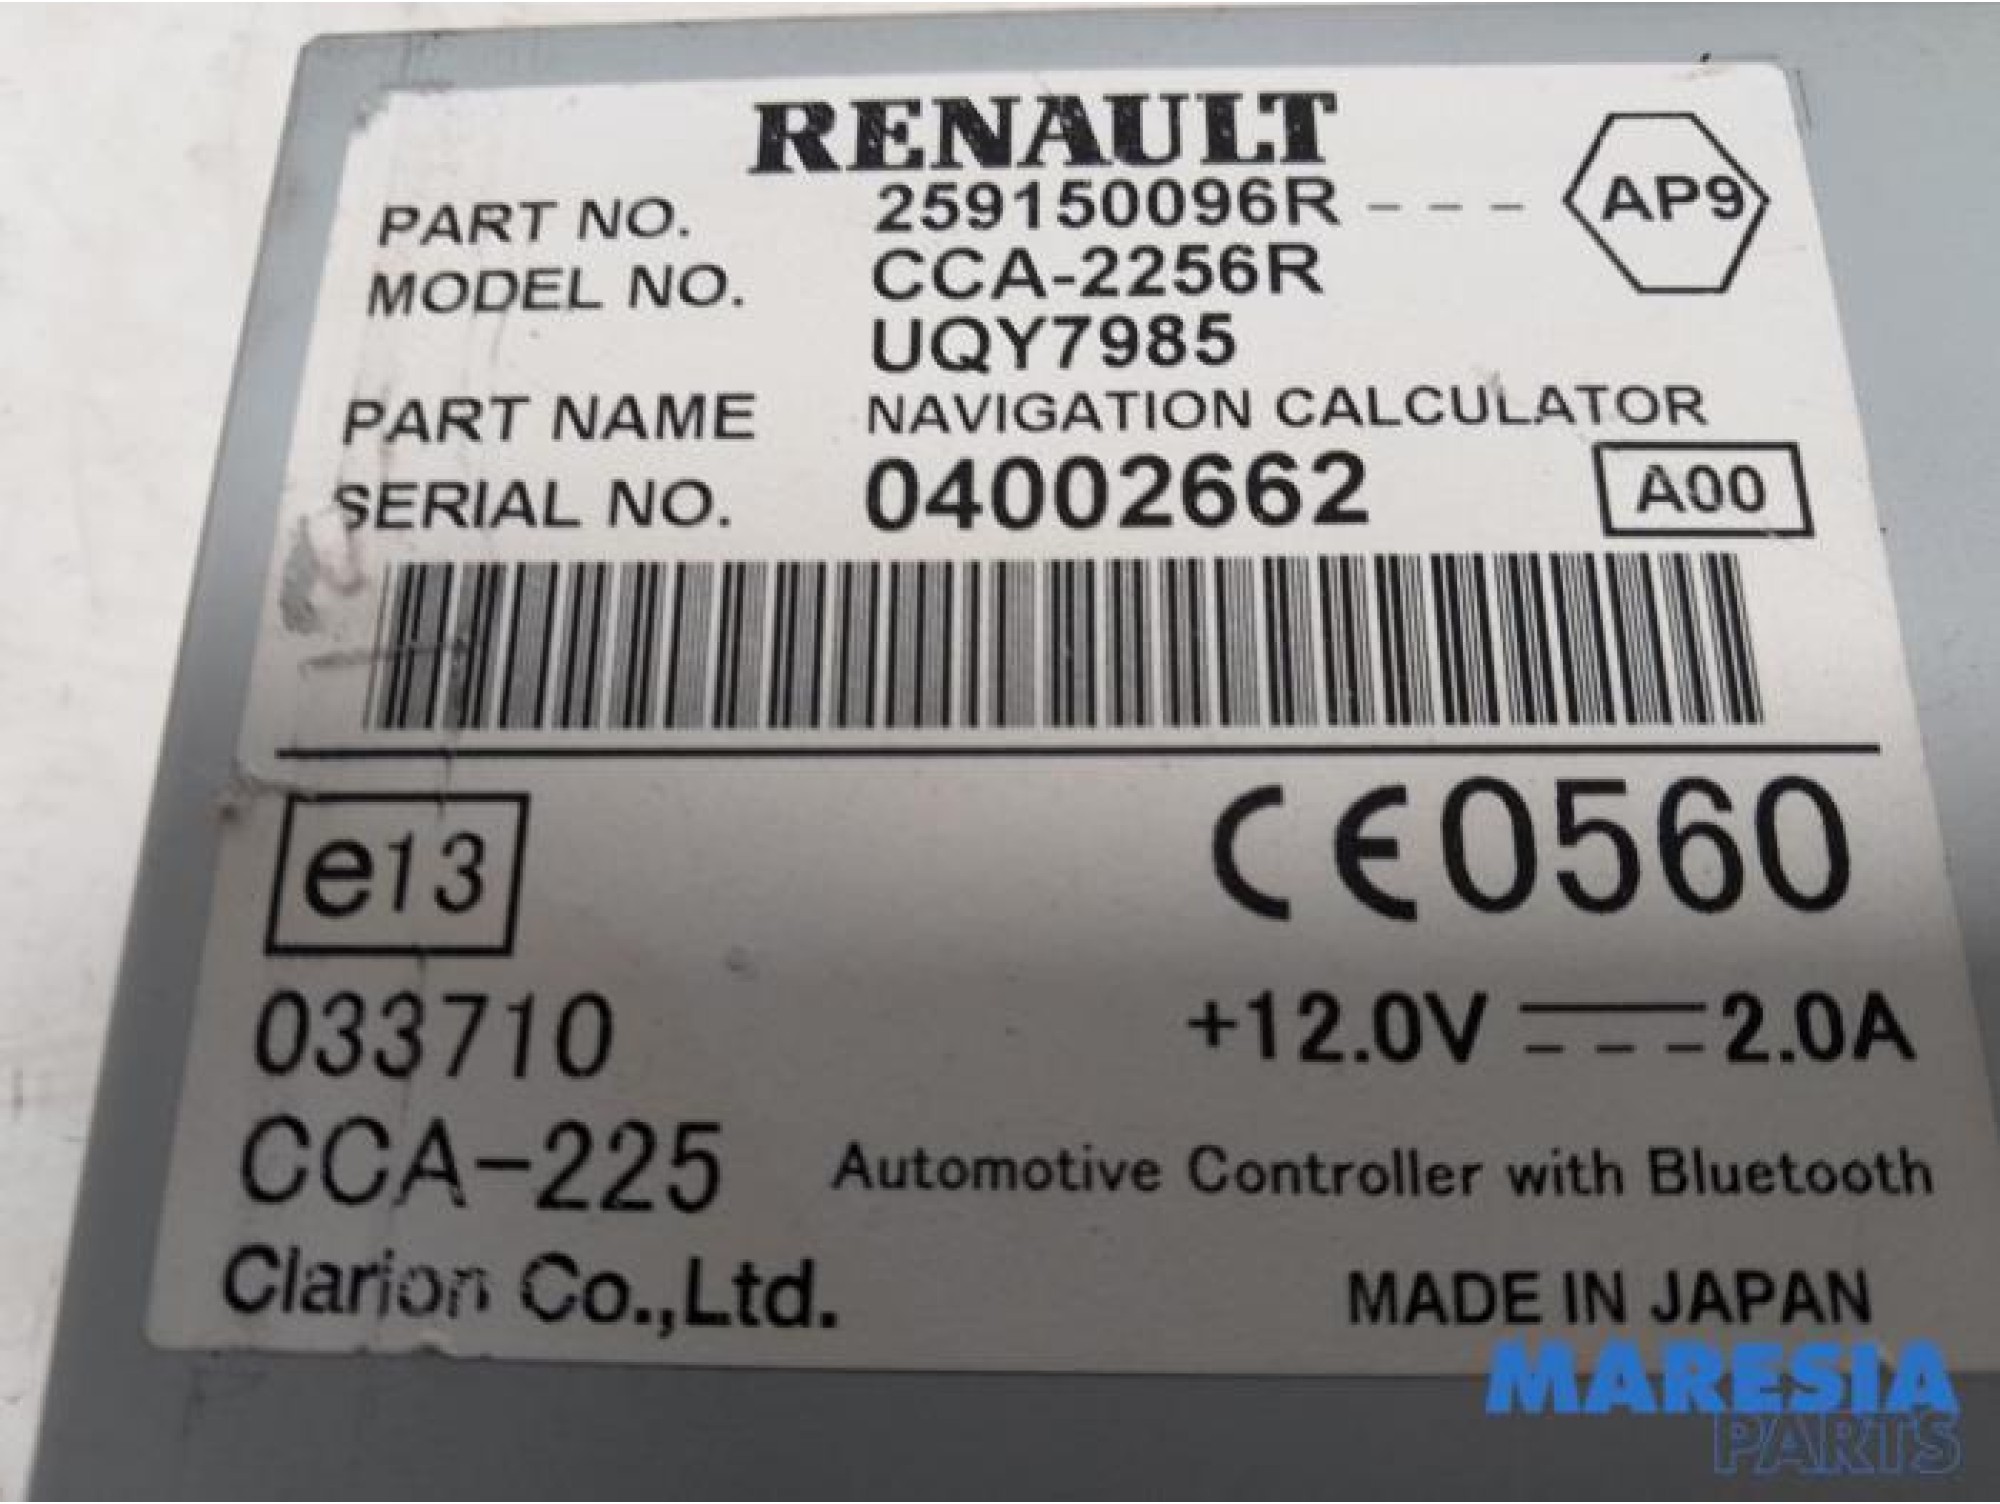 RENAULT
PART NO. 259150096R--- AP9
MODEL NO. CCA-2256R
UQY7985
PART NAME NAVIGATION CALCULATOR
SERIAL NO. 04002662 A00
e13 CE0560
033710 +12.0V 2.0A
CCA-225 Automotive Controller with Bluetooth
Clarion Co.,Ltd. MADE IN JAPAN
MARESIA
PARTS